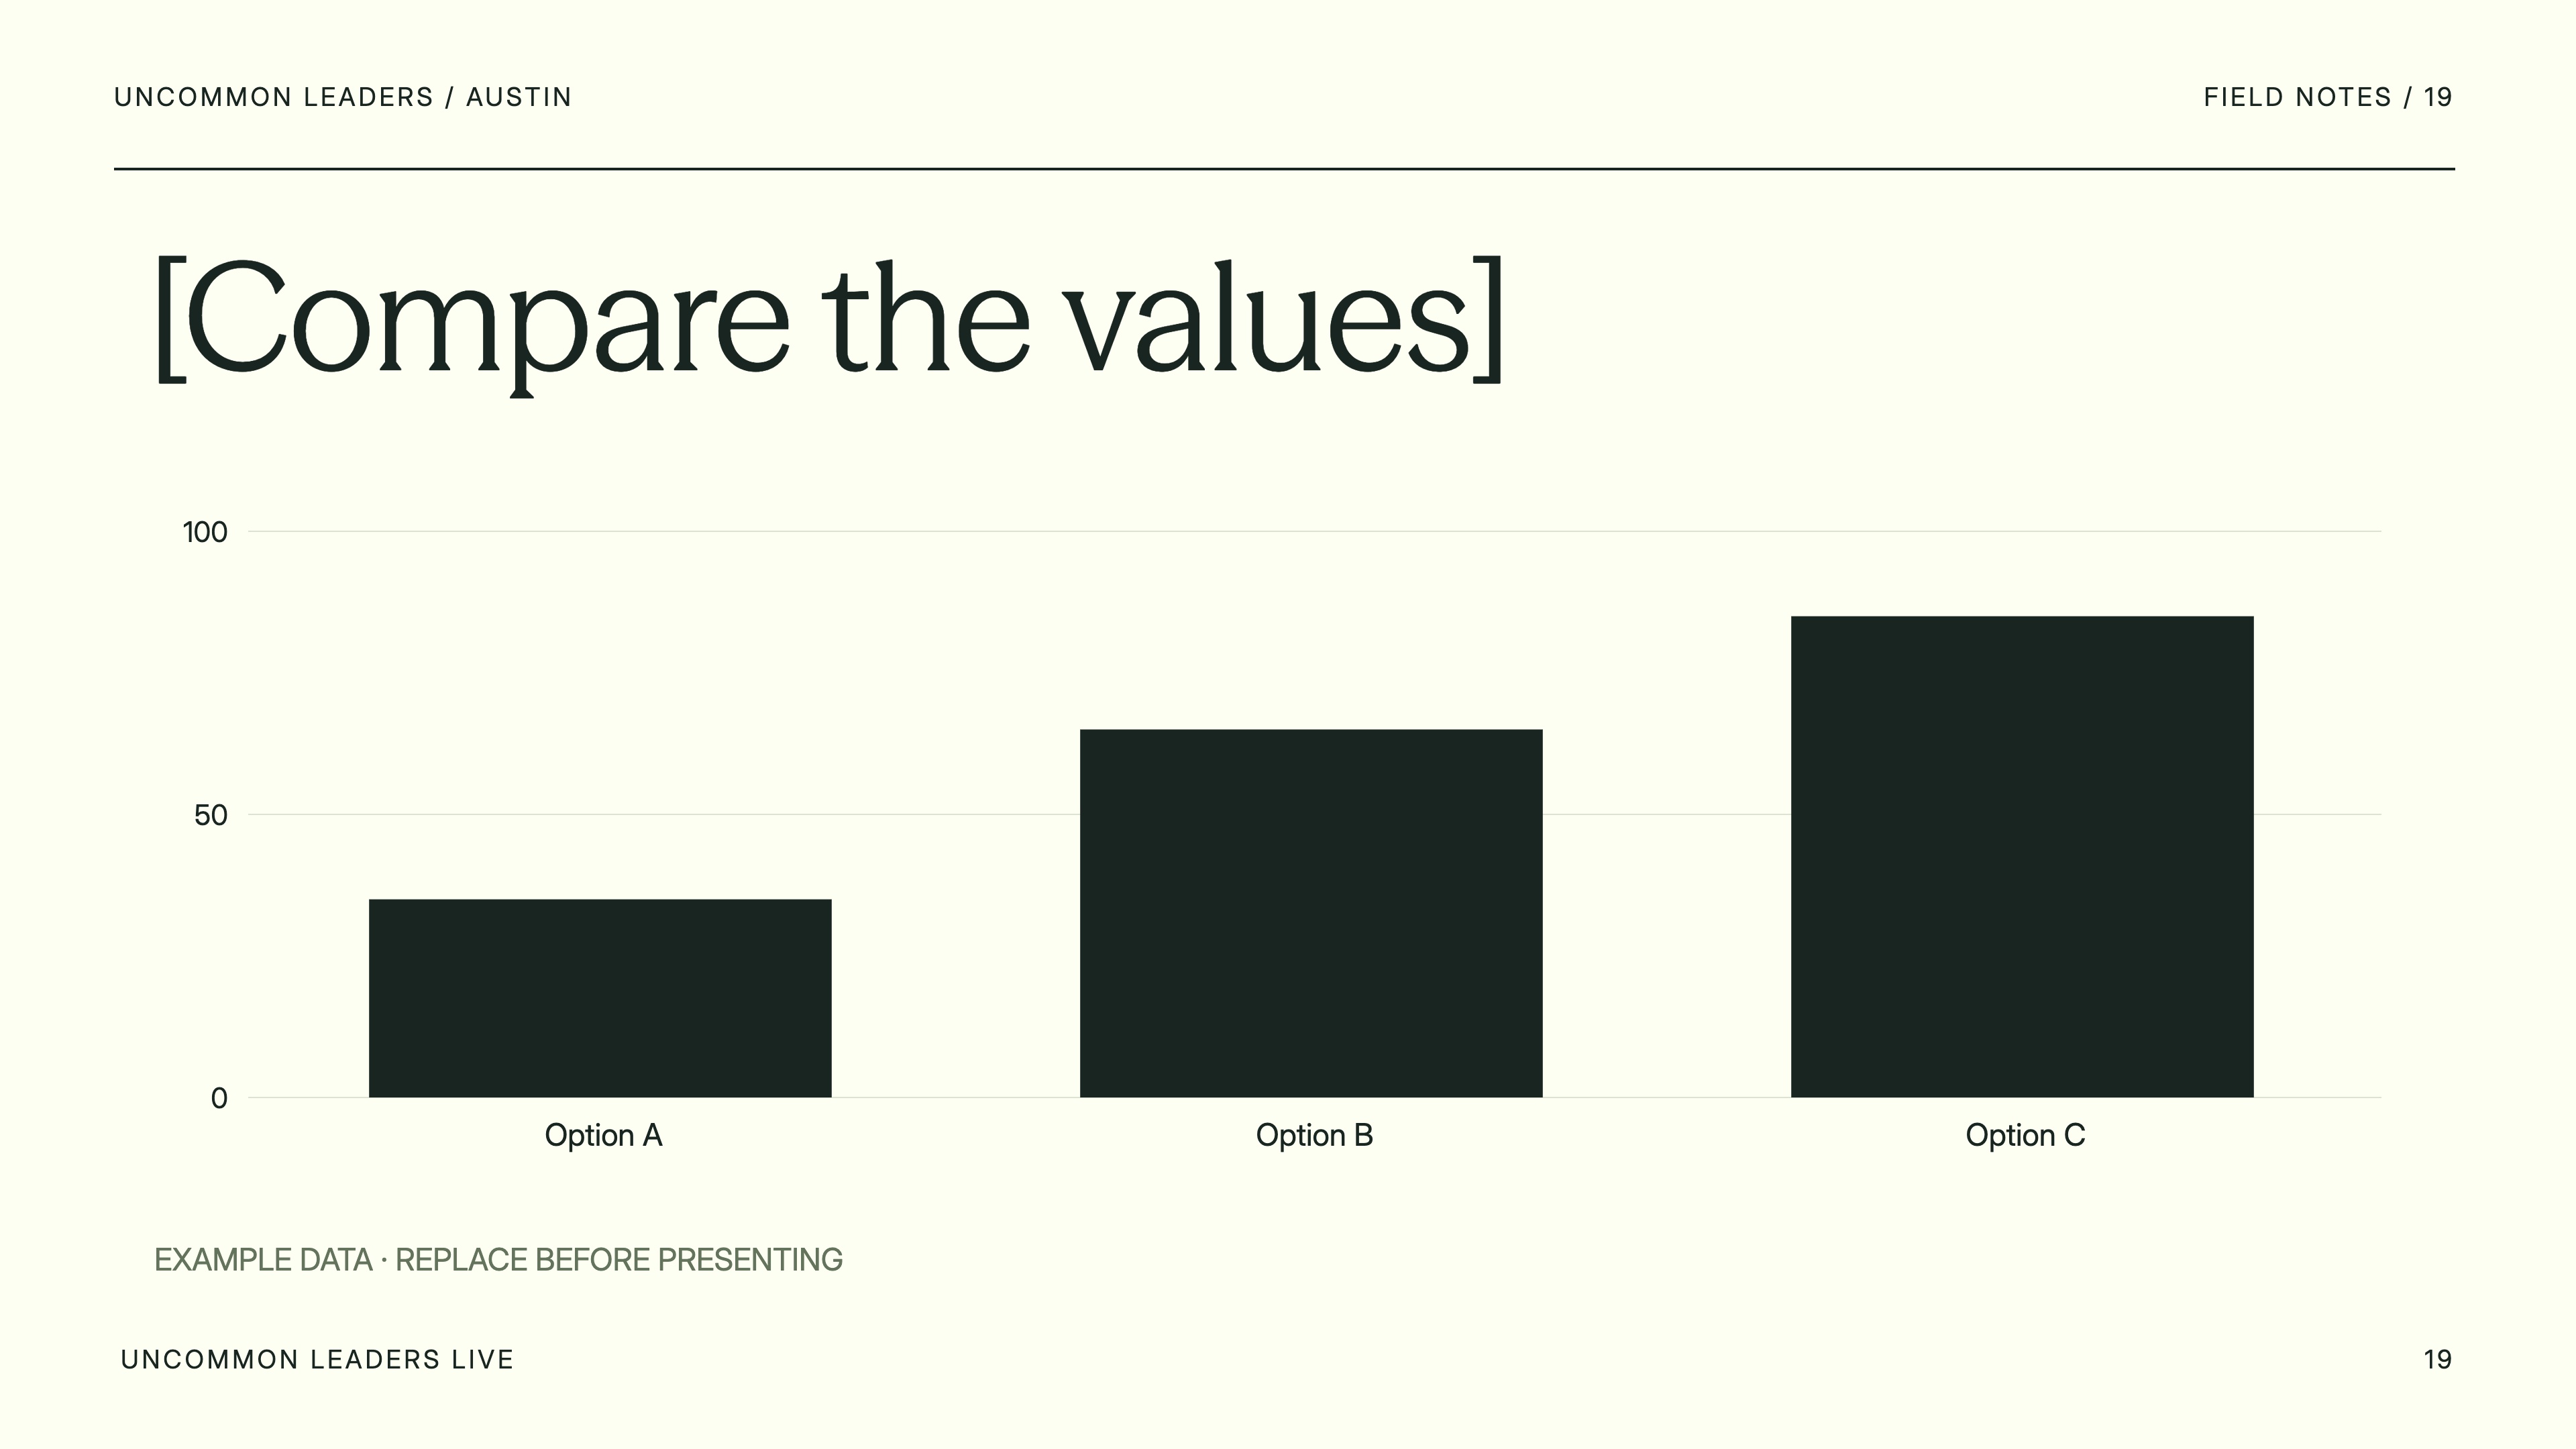 UNCOMMON LEADERS / AUSTIN
FIELD NOTES / 19
[Compare the values]
100
50
0
Option A
Option B
Option C
EXAMPLE DATA · REPLACE BEFORE PRESENTING
UNCOMMON LEADERS LIVE
19